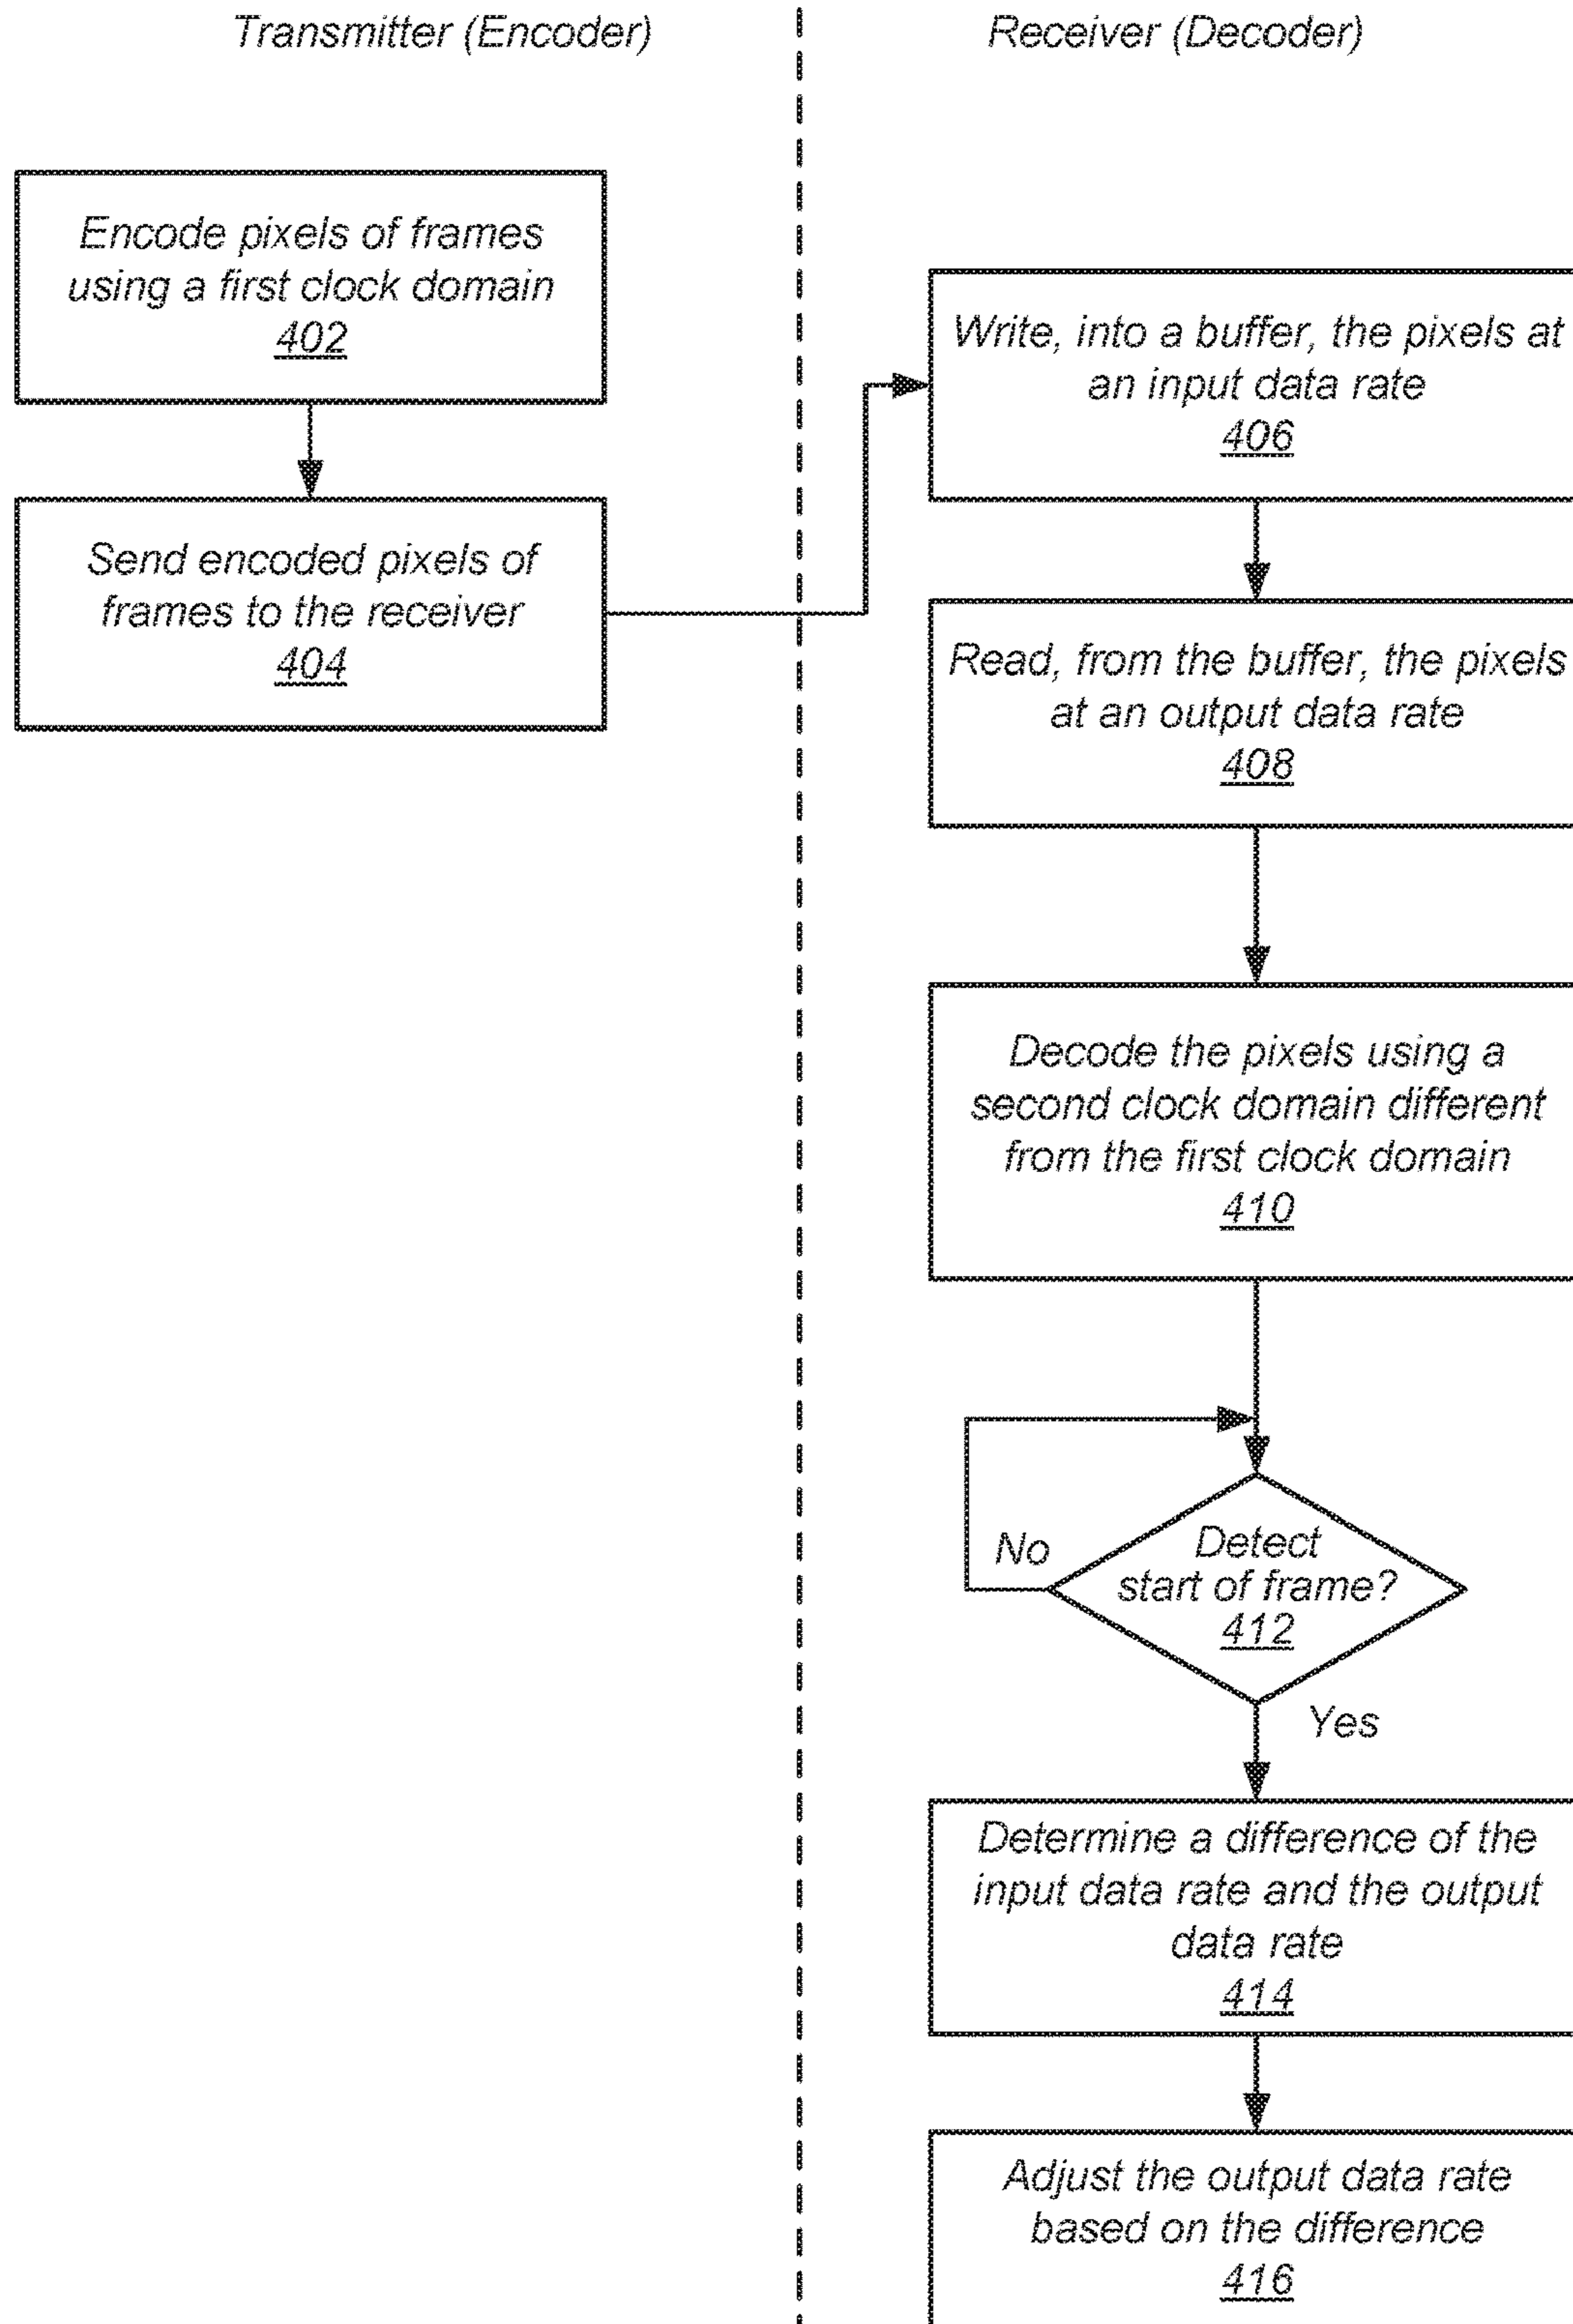 Transmitter (Encoder)
Receiver (Decoder)
Encode pixels of frames
using a first clock domain
402
Send encoded pixels of
frames to the receiver
404
Write, into a buffer, the pixels at
an input data rate
406
Read, from the buffer, the pixels
at an output data rate
408
Decode the pixels using a
second clock domain different
from the first clock domain
410
No
Detect
start of frame?
412
Yes
Determine a difference of the
input data rate and the output
data rate
414
Adjust the output data rate
based on the difference
416